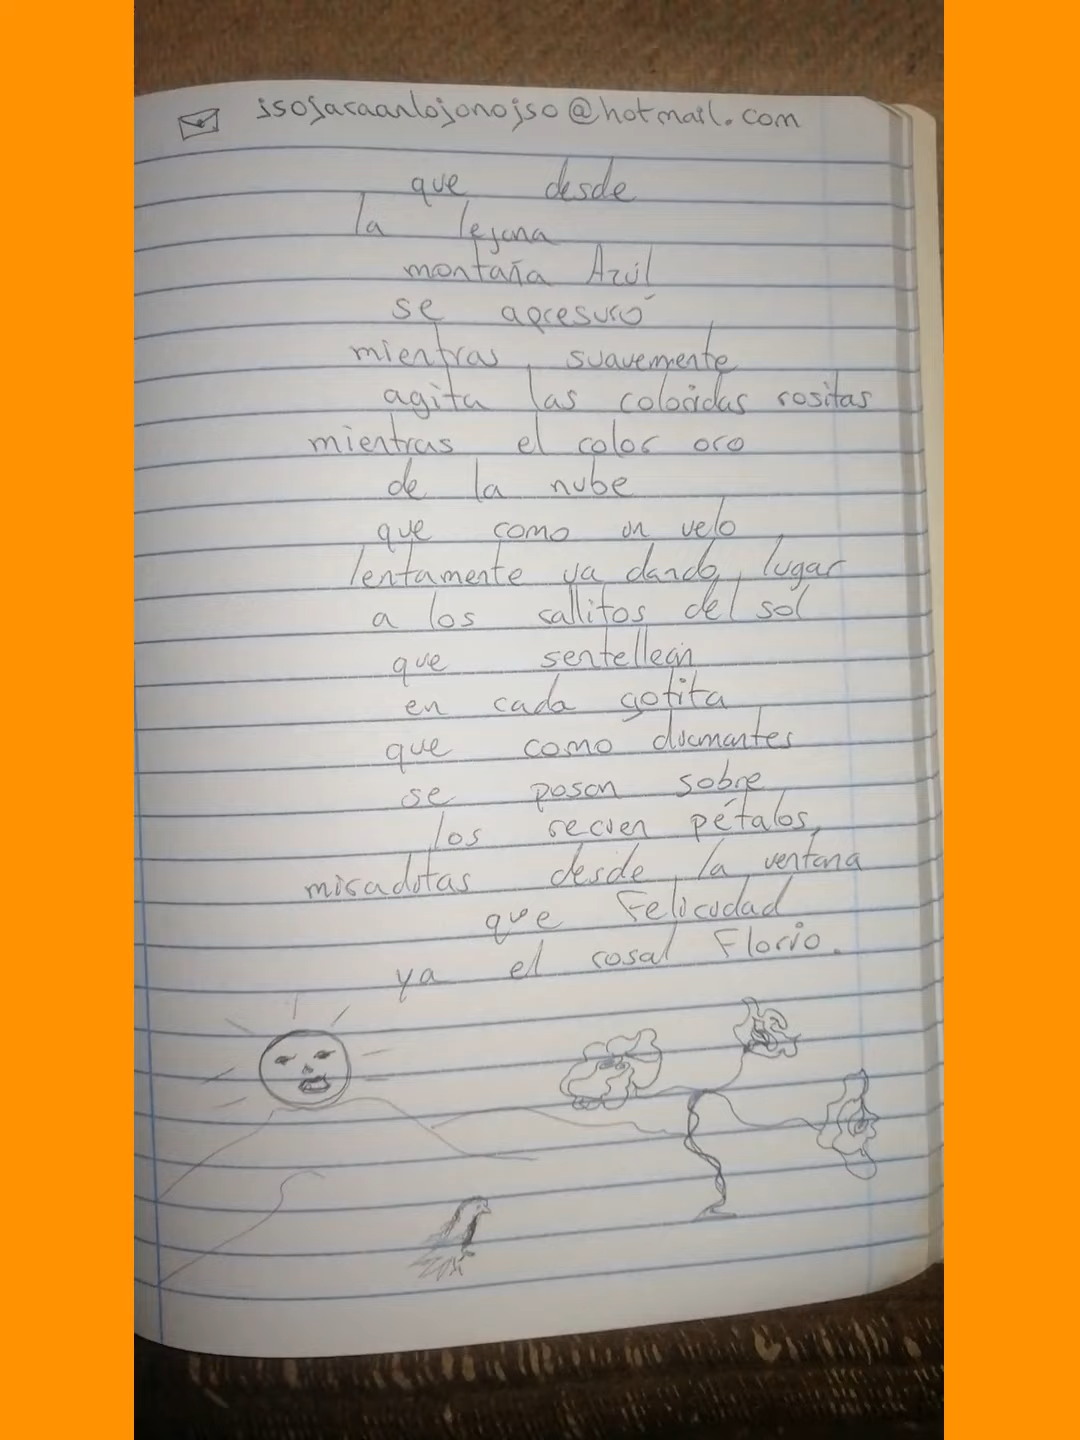 jsojaraanlojonojso@hotmail.com
que desde
la lejana
montaña Azúl
se apresuró
mientras suavemente
agita las coloridas rositas
mientras el color oro
de la nube
que como un velo
lentamente va dando lugar
a los rallitos del sol
que sentellean
en cada gotita
que como diamantes
se posan sobre
los recien pétalos,
miraditas desde la ventana
que Felicidad
ya el rosal Florio.